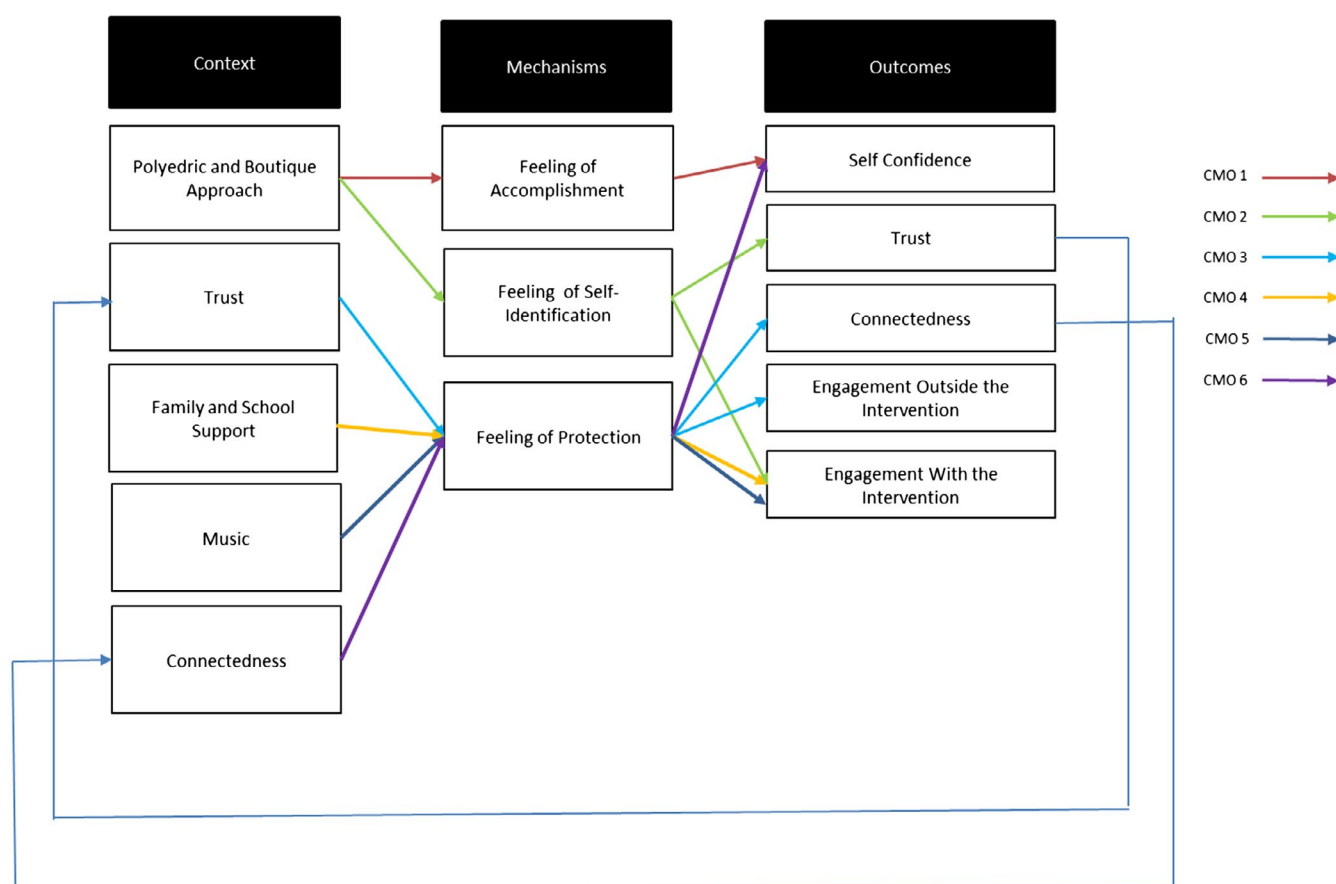 Context
Mechanisms
Outcomes
Polyedric and Boutique
Approach
Feeling of
Accomplishment
Self Confidence
Trust
Feeling of Self-
Identification
Trust
Connectedness
Family and School
Support
Feeling of Protection
Engagement Outside the
Intervention
Engagement With the
Intervention
Music
Connectedness
CMO 1
CMO 2
CMO 3
CMO 4
CMO 5
CMO 6